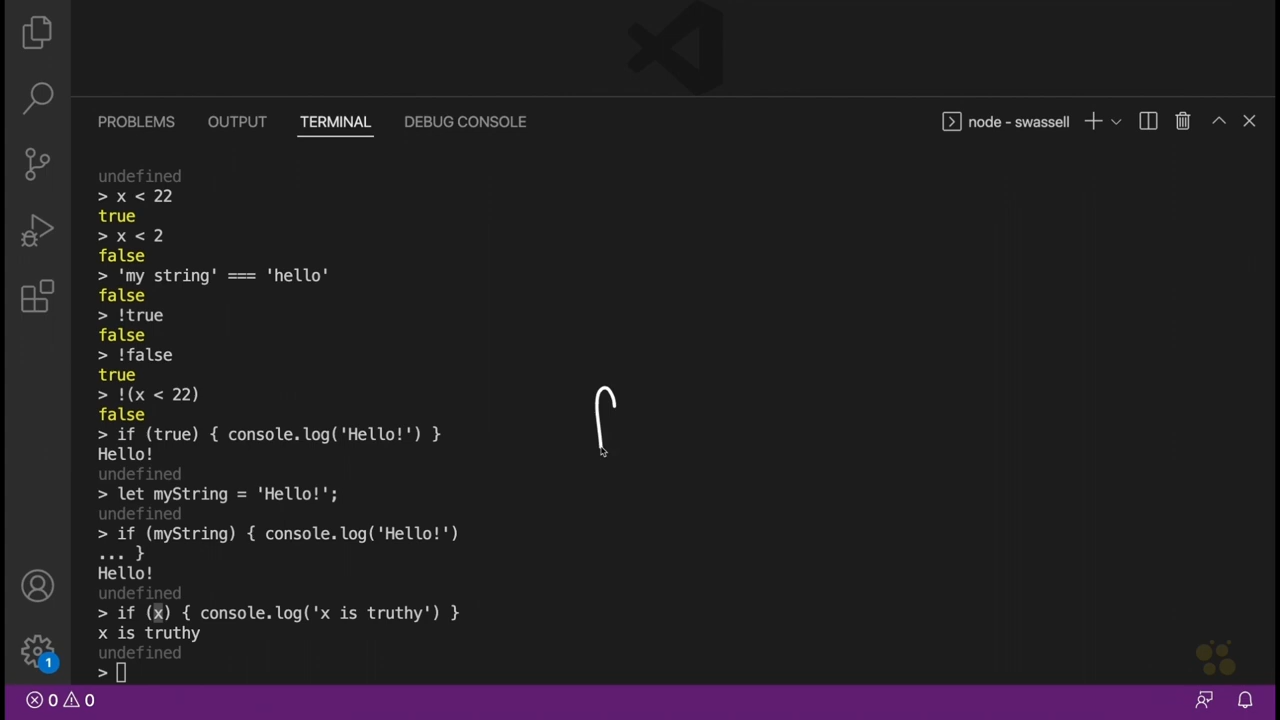 PROBLEMS OUTPUT TERMINAL DEBUG CONSOLE node - swassell
undefined
> x < 22
true
> x < 2
false
> 'my string' === 'hello'
false
> !true
false
> !false
true
> !(x < 22)
false
> if (true) { console.log('Hello!') }
Hello!
undefined
> let myString = 'Hello!';
undefined
> if (myString) { console.log('Hello!')
... }
Hello!
undefined
> if (x) { console.log('x is truthy') }
x is truthy
undefined
>
1
0 0